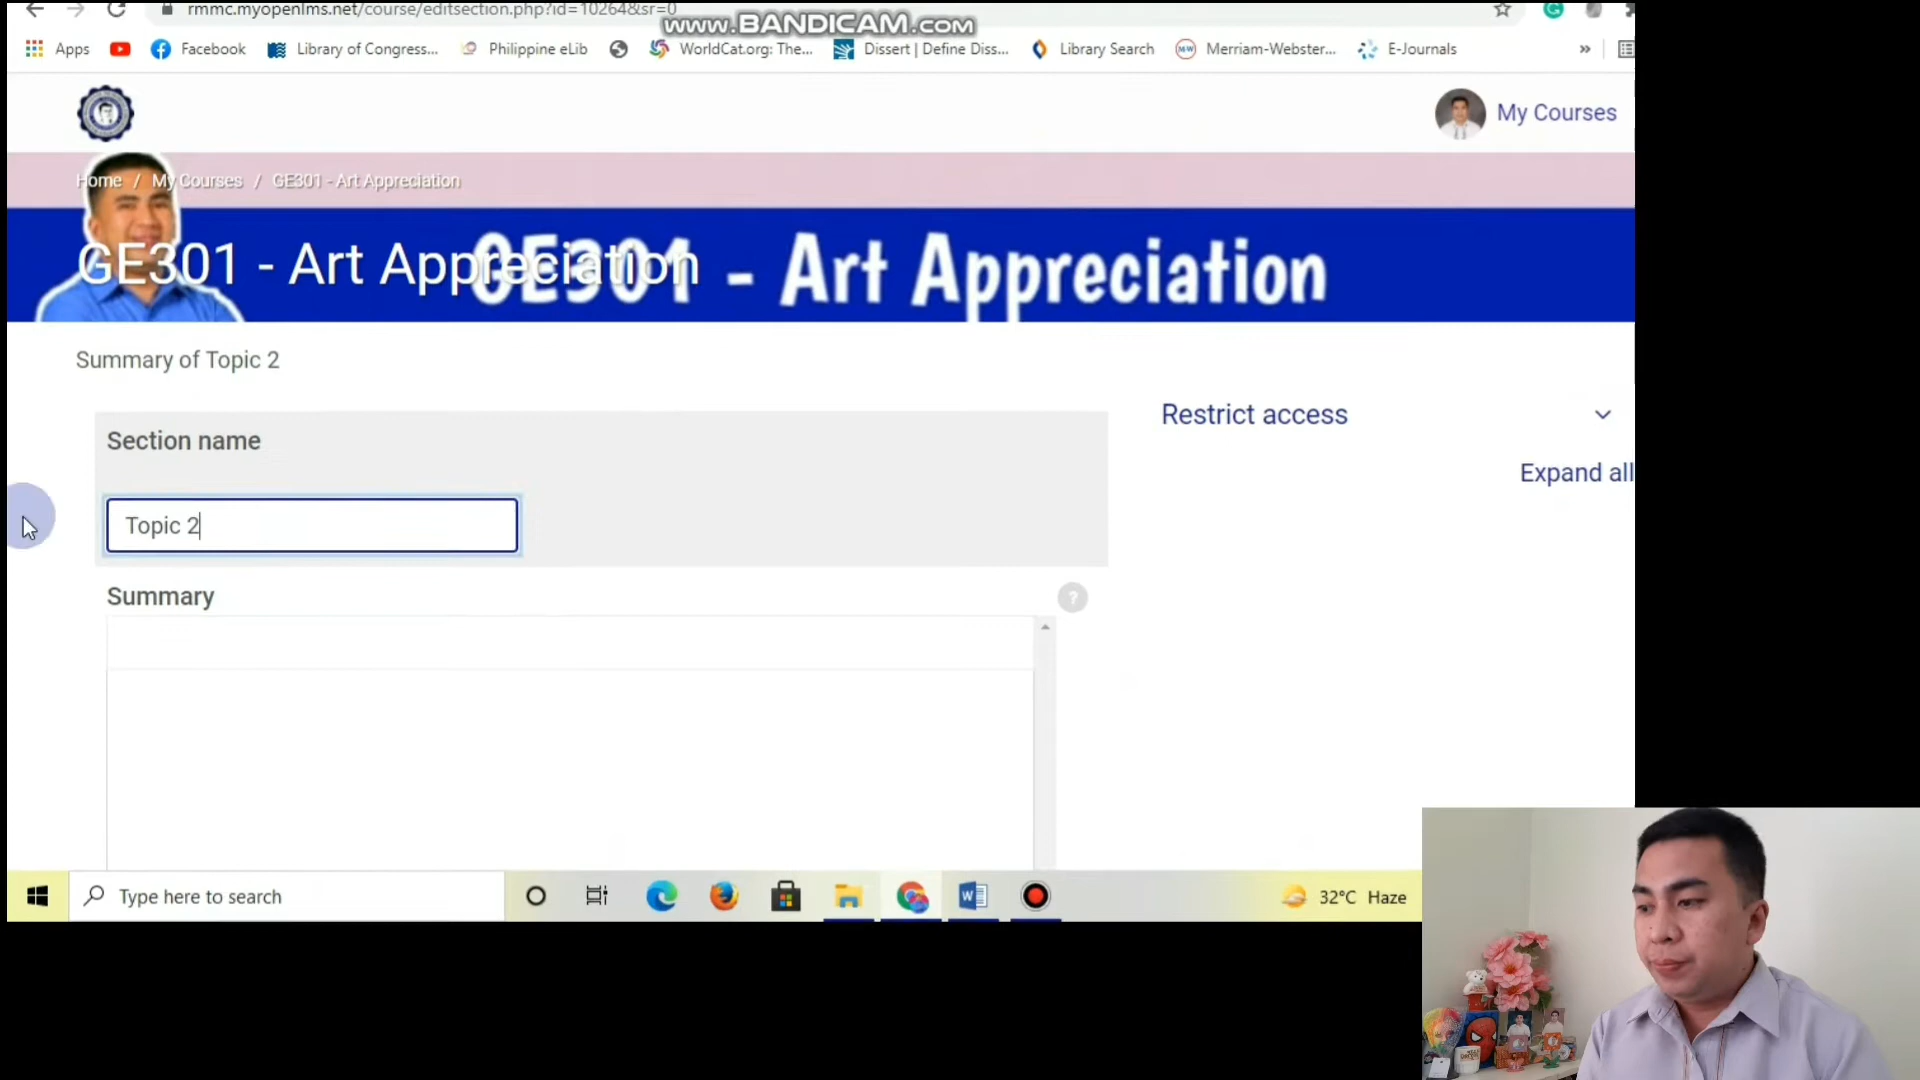 rmmc.myopenlms.net/course/editsection.php?id=10264&sr=0
www.BANDICAM.com
Apps Facebook Library of Congress... Philippine eLib WorldCat.org: The... Dissert | Define Diss... Library Search Merriam-Webster... E-Journals »
My Courses
Home / My Courses / GE301 - Art Appreciation
GE301 - Art Appreciation
GE301 - Art Appreciation
Summary of Topic 2
Restrict access
Section name
Expand all
Topic 2
Summary
?
Type here to search
32°C Haze